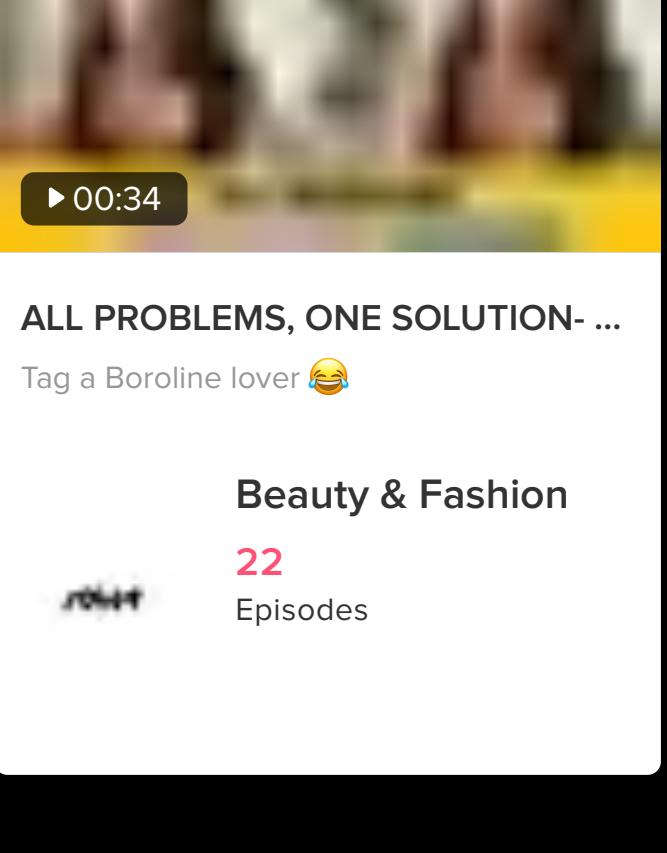 00:34
ALL PROBLEMS, ONE SOLUTION- ...
Tag a Boroline lover 😂
Beauty & Fashion
22
Episodes